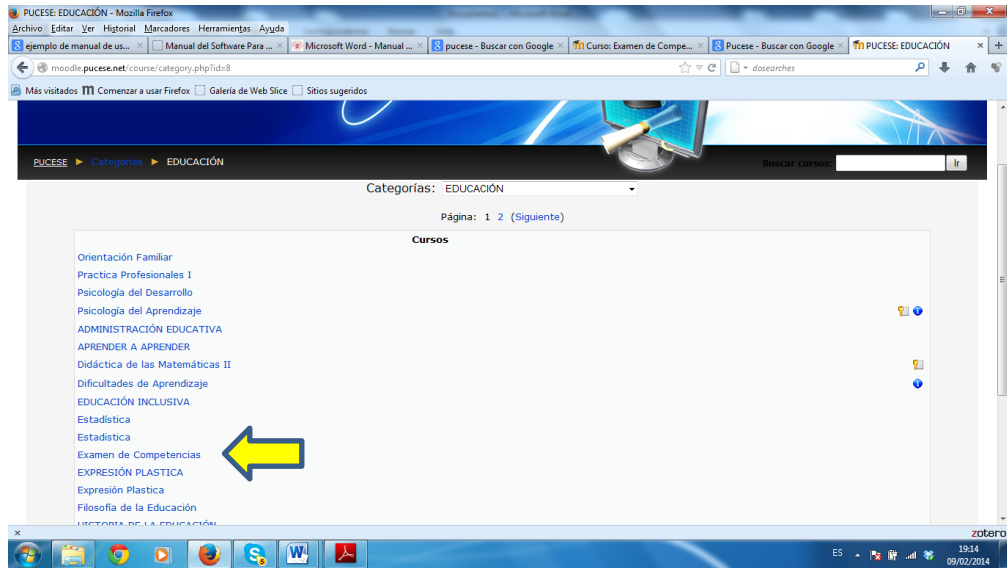 PUCESE: EDUCACIÓN - Mozilla Firefox
Archivo Editar Ver Historial Marcadores Herramientas Ayuda
ejemplo de manual de us... Manual del Software Para ... Microsoft Word - Manual ... pucese - Buscar con Google Curso: Examen de Compe... Pucese - Buscar con Google PUCESE: EDUCACIÓN
moodle.pucese.net/course/category.php?id=8 dosearches
Más visitados Comenzar a usar Firefox Galería de Web Slice Sitios sugeridos
PUCESE ► Categorías ► EDUCACIÓN Buscar cursos: Ir
Categorías: EDUCACIÓN
Página: 1 2 (Siguiente)
Cursos
Orientación Familiar
Practica Profesionales I
Psicología del Desarrollo
Psicología del Aprendizaje
ADMINISTRACIÓN EDUCATIVA
APRENDER A APRENDER
Didáctica de las Matemáticas II
Dificultades de Aprendizaje
EDUCACIÓN INCLUSIVA
Estadística
Estadistica
Examen de Competencias
EXPRESIÓN PLASTICA
Expresión Plastica
Filosofía de la Educación
HISTORIA DE LA EDUCACIÓN
zotero
ES 19:14
09/02/2014